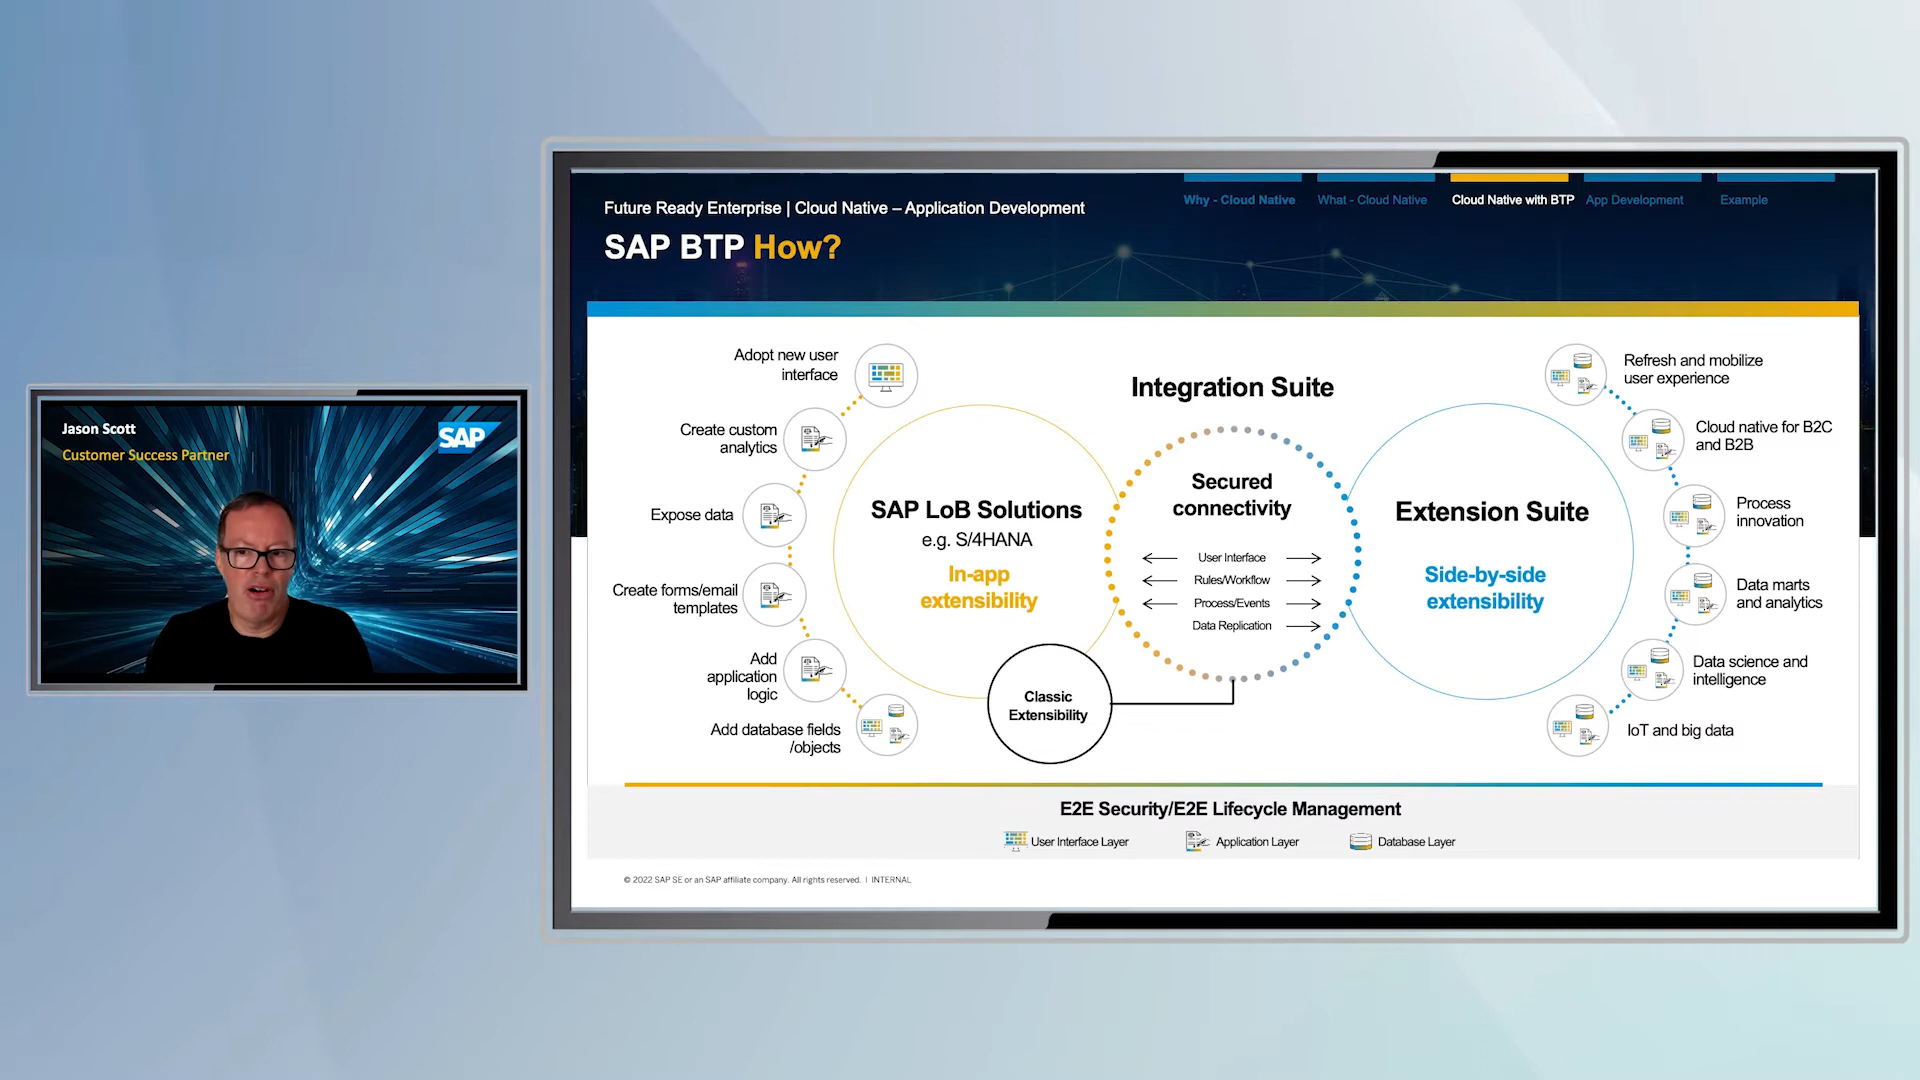 Jason Scott
Customer Success Partner
SAP
Future Ready Enterprise | Cloud Native – Application Development
SAP BTP How?
Why - Cloud Native
What - Cloud Native
Cloud Native with BTP
App Development
Example
Adopt new user
interface
Create custom
analytics
Expose data
Create forms/email
templates
Add
application
logic
Add database fields
/objects
SAP LoB Solutions
e.g. S/4HANA
In-app
extensibility
Classic
Extensibility
Integration Suite
Secured
connectivity
User Interface
Rules/Workflow
Process/Events
Data Replication
Extension Suite
Side-by-side
extensibility
Refresh and mobilize
user experience
Cloud native for B2C
and B2B
Process
innovation
Data marts
and analytics
Data science and
intelligence
IoT and big data
E2E Security/E2E Lifecycle Management
User Interface Layer
Application Layer
Database Layer
© 2022 SAP SE or an SAP affiliate company. All rights reserved. | INTERNAL